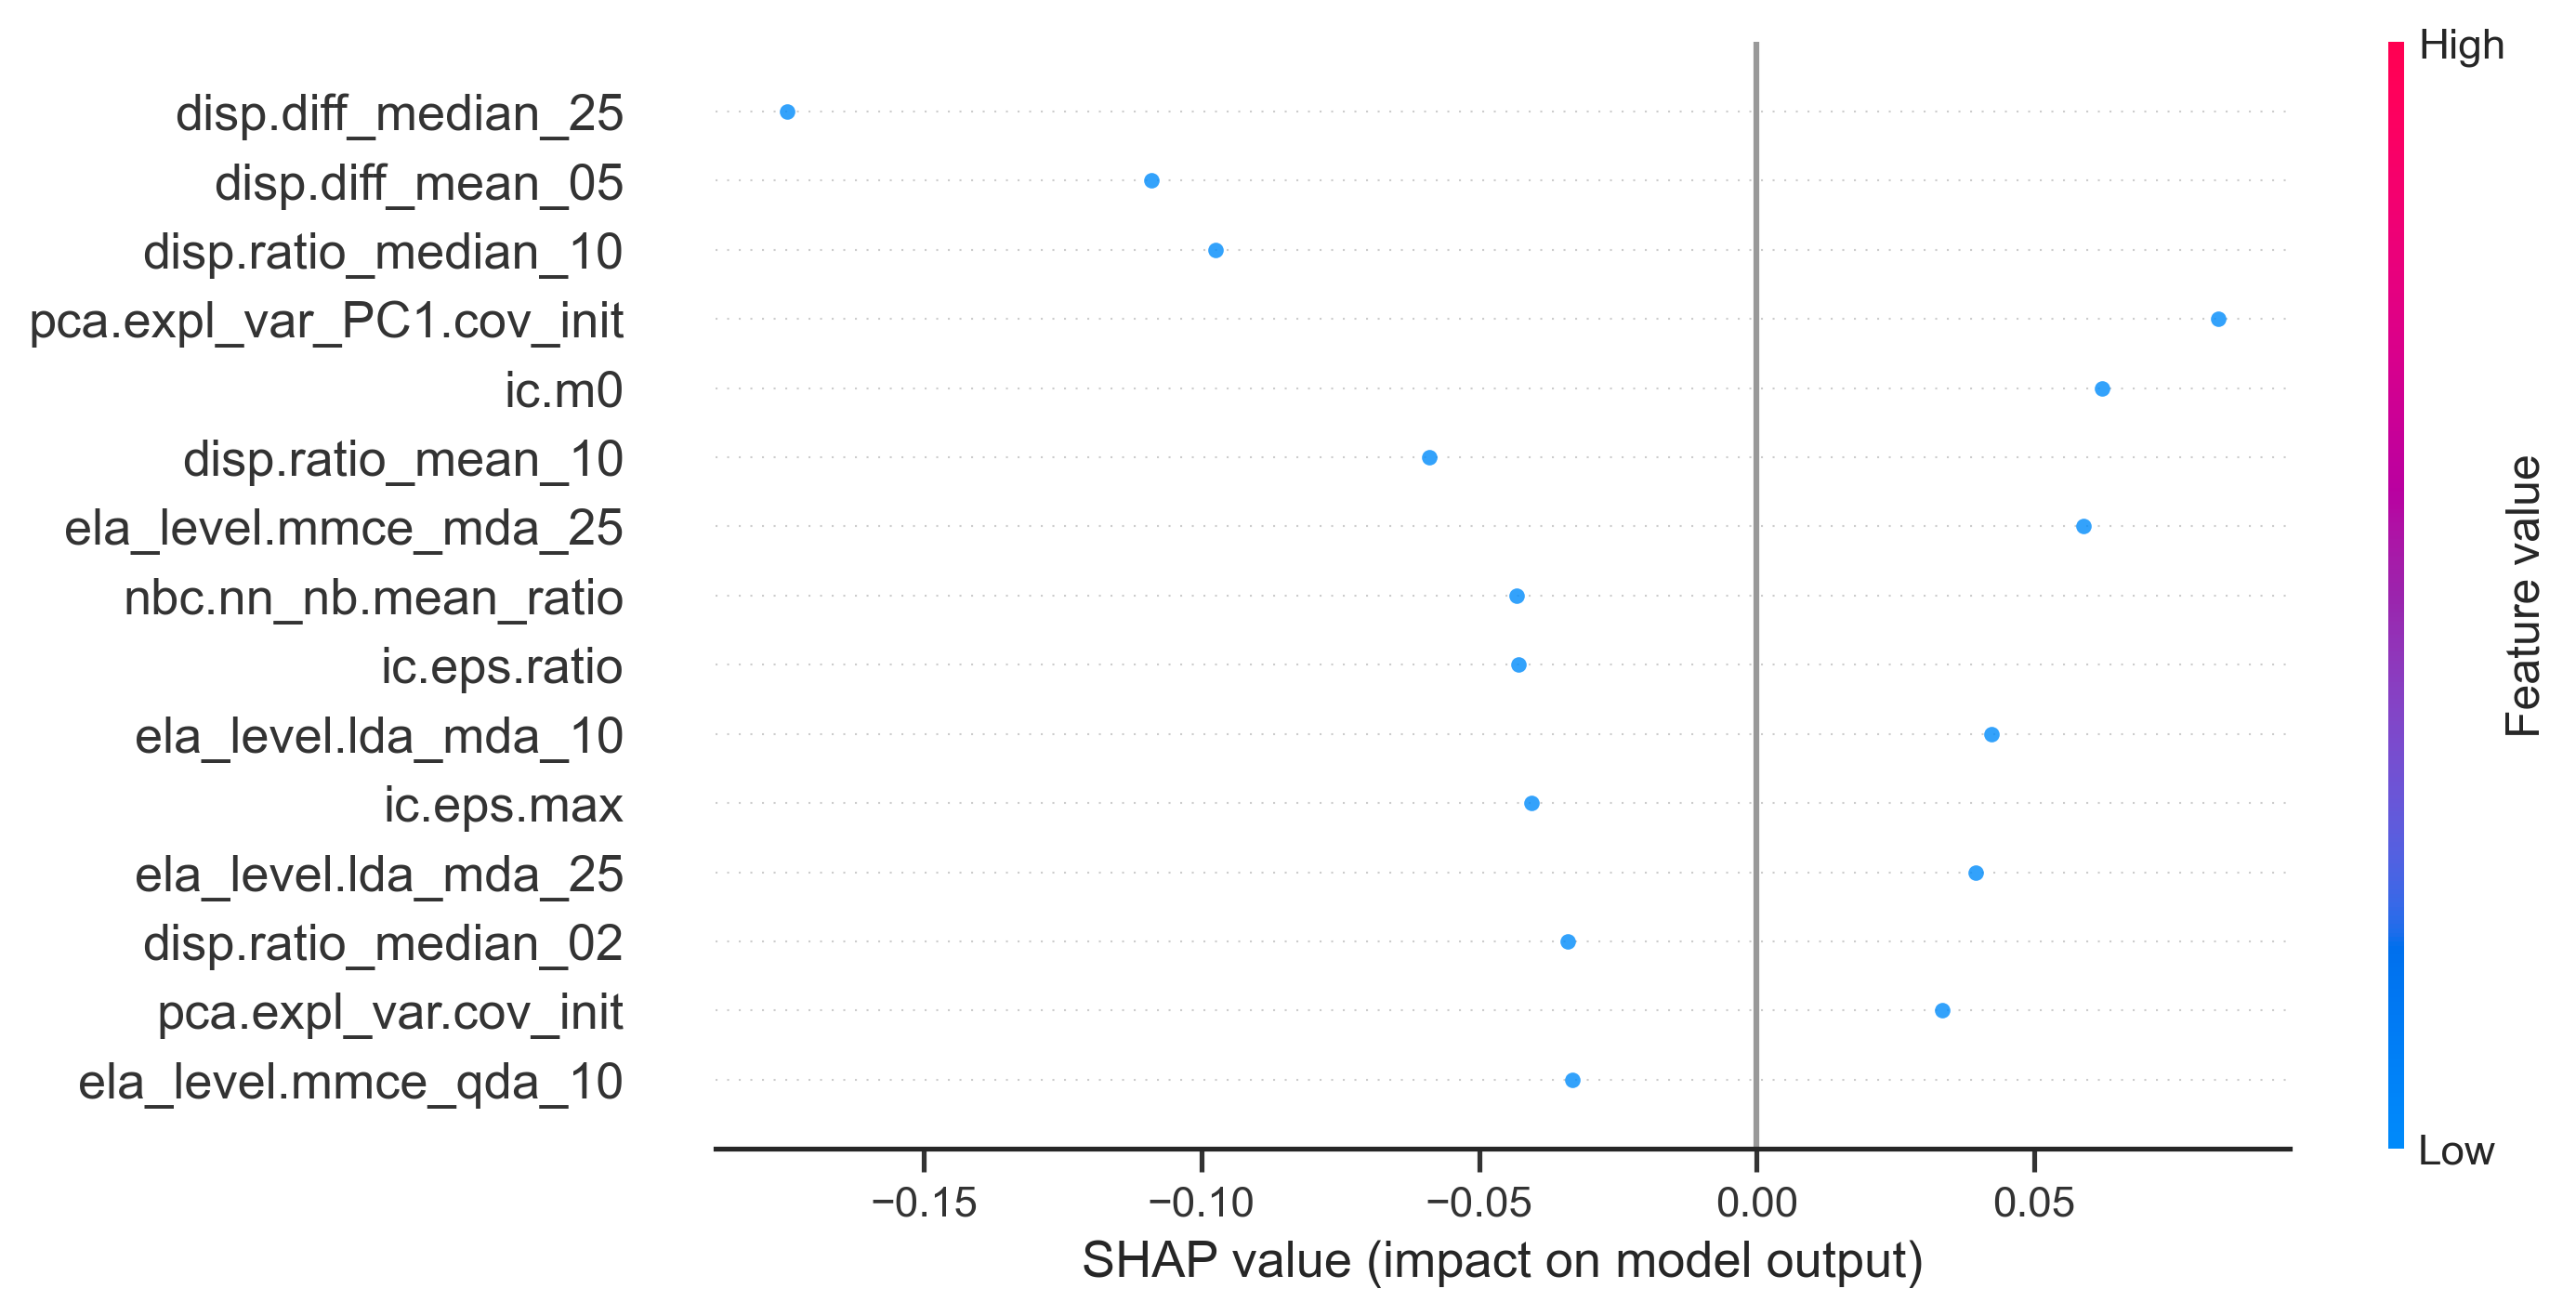 High
disp.diff_median_25
disp.diff_mean_05
disp.ratio_median_10
pca.expl_var_PC1.cov_init
ic.m0
disp.ratio_mean_10
ela_level.mmce_mda_25
nbc.nn_nb.mean_ratio
ic.eps.ratio
ela_level.lda_mda_10
ic.eps.max
ela_level.lda_mda_25
disp.ratio_median_02
pca.expl_var.cov_init
ela_level.mmce_qda_10
Feature value
Low
−0.15 −0.10 −0.05 0.00 0.05
SHAP value (impact on model output)